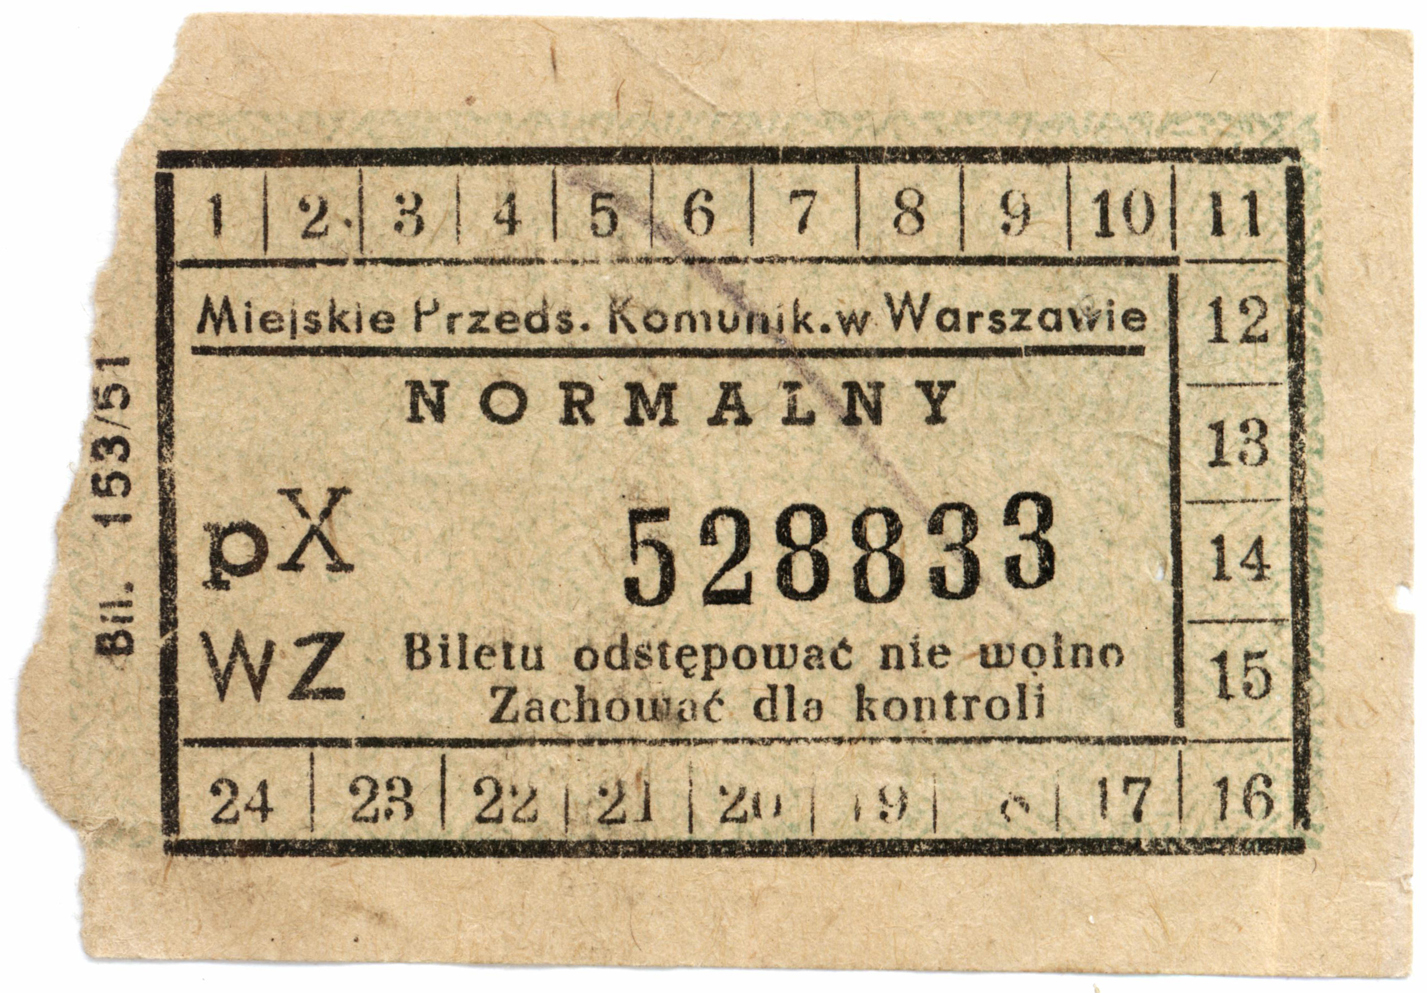 1 2 3 4 5 6 7 8 9 10 11
Miejskie Przeds. Komunik. w Warszawie
12
NORMALNY
13
pX 528833
14
WZ Biletu odstępować nie wolno
Zachować dla kontroli
15
24 23 22 21 20 19 17 16
Bil. 153/51